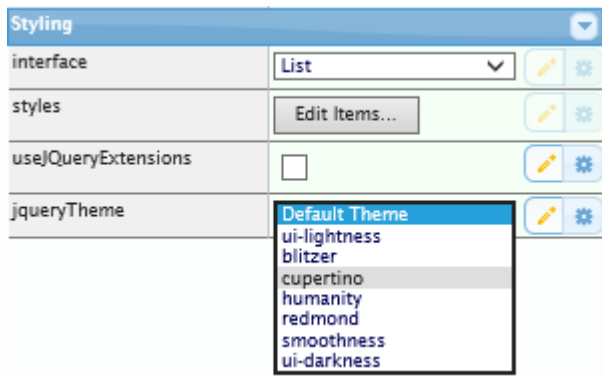 Styling
interface List
styles Edit Items...
useJQueryExtensions
jqueryTheme Default Theme
ui-lightness
blitzer
cupertino
humanity
redmond
smoothness
ui-darkness